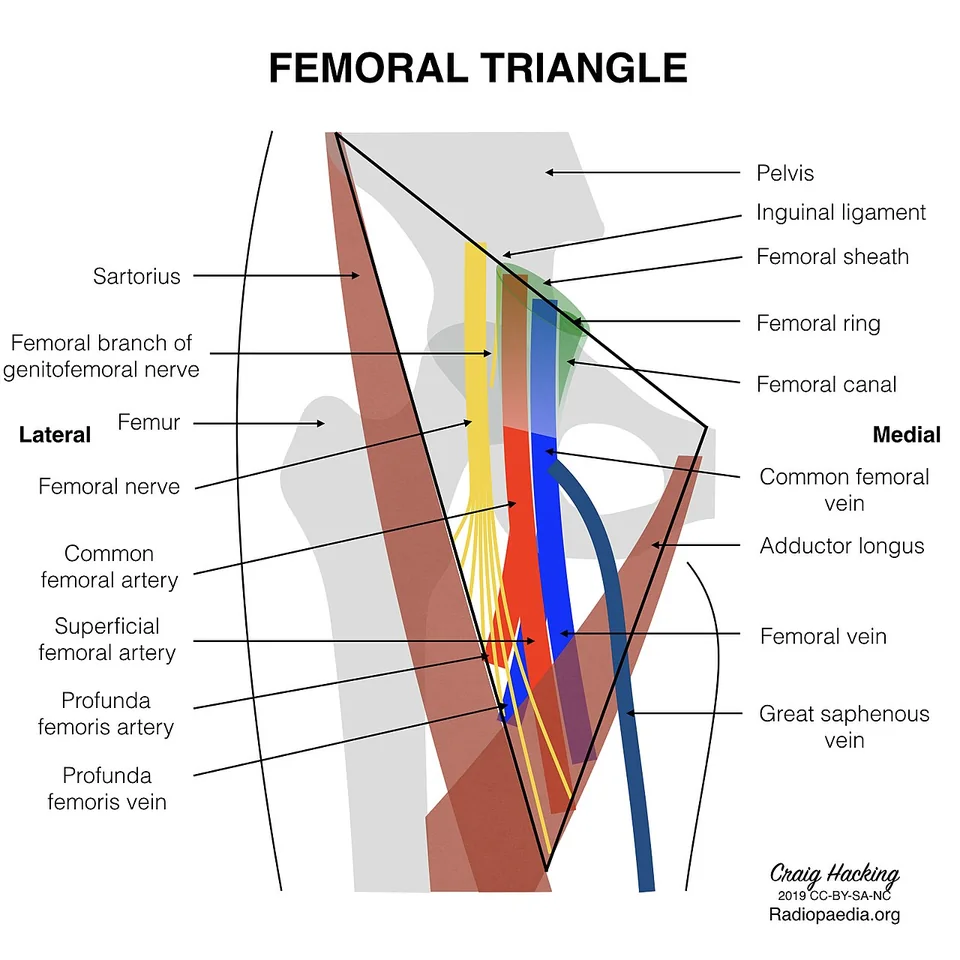 FEMORAL TRIANGLE
Pelvis
Inguinal ligament
Femoral sheath
Sartorius
Femoral ring
Femoral branch of
genitofemoral nerve
Femoral canal
Femur
Lateral
Medial
Femoral nerve
Common femoral
vein
Common
femoral artery
Adductor longus
Superficial
femoral artery
Femoral vein
Profunda
femoris artery
Great saphenous
vein
Profunda
femoris vein
Craig Hacking
2019 CC-BY-SA-NC
Radiopaedia.org